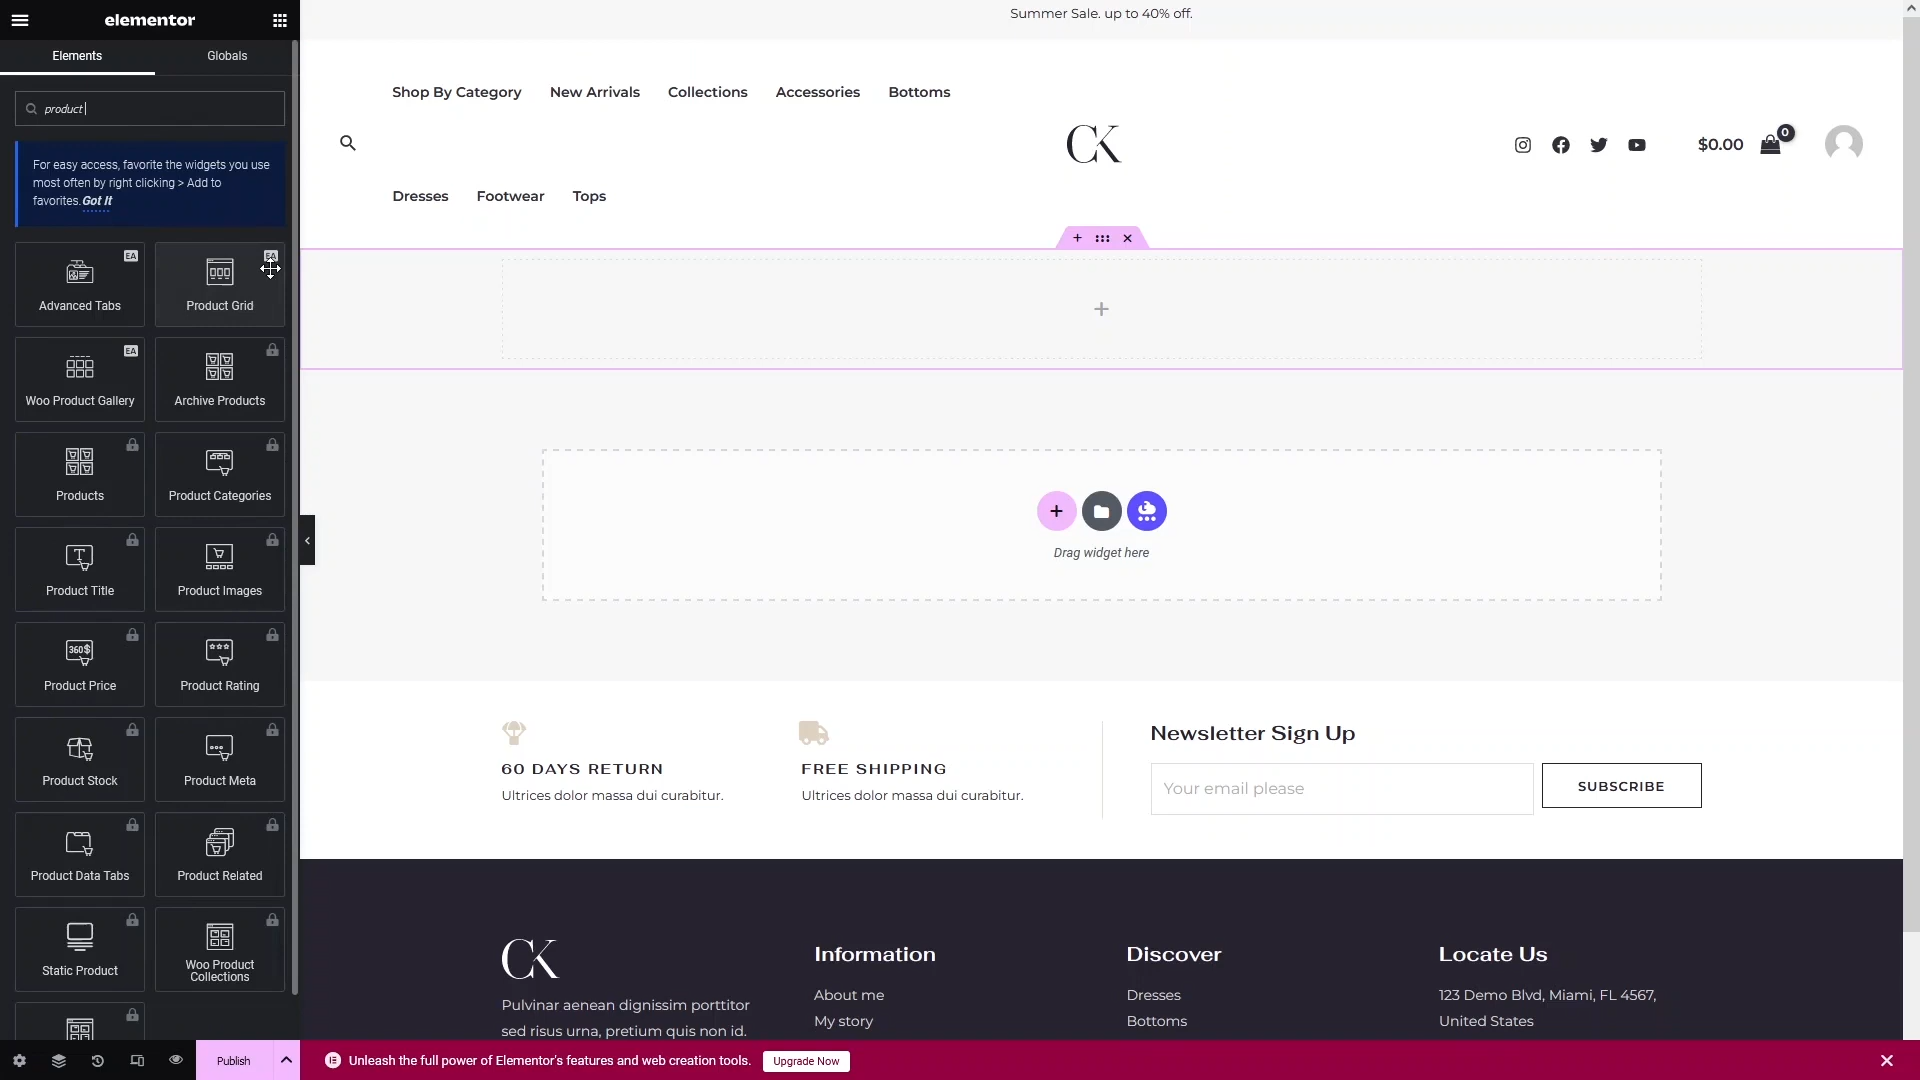 elementor
Elements
Globals
product
For easy access, favorite the widgets you use
most often by right clicking > Add to
favorites. Got It
EA
Advanced Tabs
EA
Product Grid
EA
Woo Product Gallery
Archive Products
Products
Product Categories
Product Title
Product Images
360$
Product Price
Product Rating
Product Stock
Product Meta
Product Data Tabs
Product Related
Static Product
Woo Product
Collections
Publish
Summer Sale. up to 40% off.
Shop By Category
New Arrivals
Collections
Accessories
Bottoms
CK
$0.00
0
Dresses
Footwear
Tops
Drag widget here
60 DAYS RETURN
Ultrices dolor massa dui curabitur.
FREE SHIPPING
Ultrices dolor massa dui curabitur.
Newsletter Sign Up
Your email please
SUBSCRIBE
CK
Pulvinar aenean dignissim porttitor
sed risus urna, pretium quis non id.
Information
About me
My story
Discover
Dresses
Bottoms
Locate Us
123 Demo Blvd, Miami, FL 4567,
United States
Unleash the full power of Elementor's features and web creation tools.
Upgrade Now